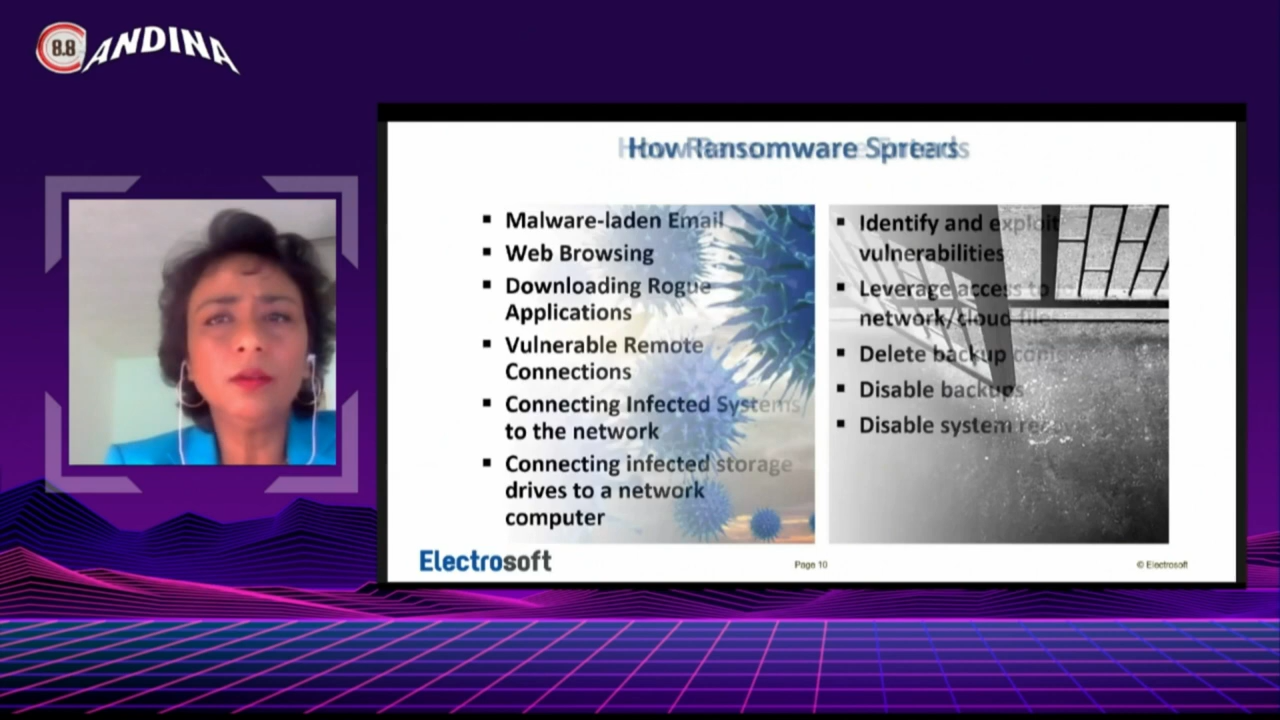 8.8
ANDINA
How Ransomware Spreads
Malware-laden Email
Web Browsing
Downloading Rogue
Applications
Vulnerable Remote
Connections
Connecting Infected Systems
to the network
Connecting infected storage
drives to a network
computer
Identify and exploit
vulnerabilities
Leverage access to
network/cloud files
Delete backup
Disable backups
Disable system
Electrosoft
Page 10
© Electrosoft